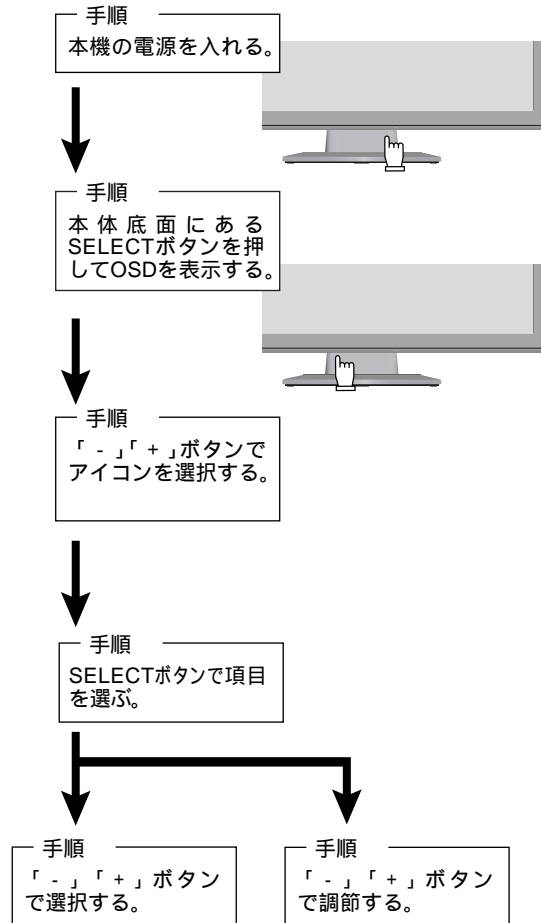 手順
本機の電源を入れる。
手順
本体底面にある
SELECTボタンを押
してOSDを表示する。
手順
「 - 」「 + 」ボタンで
アイコンを選択する。
手順
SELECTボタンで項目
を選ぶ。
手順
「 - 」「 + 」ボタン
で選択する。
手順
「 - 」「 + 」ボタン
で調節する。